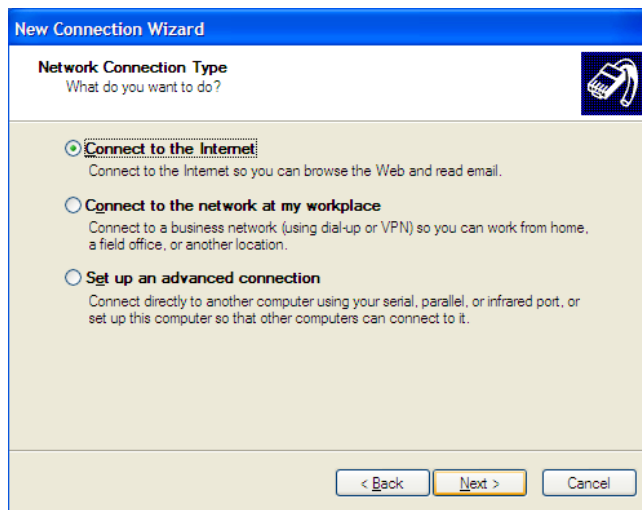 New Connection Wizard
Network Connection Type
What do you want to do?
Connect to the Internet
Connect to the Internet so you can browse the Web and read email.
Connect to the network at my workplace
Connect to a business network (using dial-up or VPN) so you can work from home,
a field office, or another location.
Set up an advanced connection
Connect directly to another computer using your serial, parallel, or infrared port, or
set up this computer so that other computers can connect to it.
< Back Next > Cancel